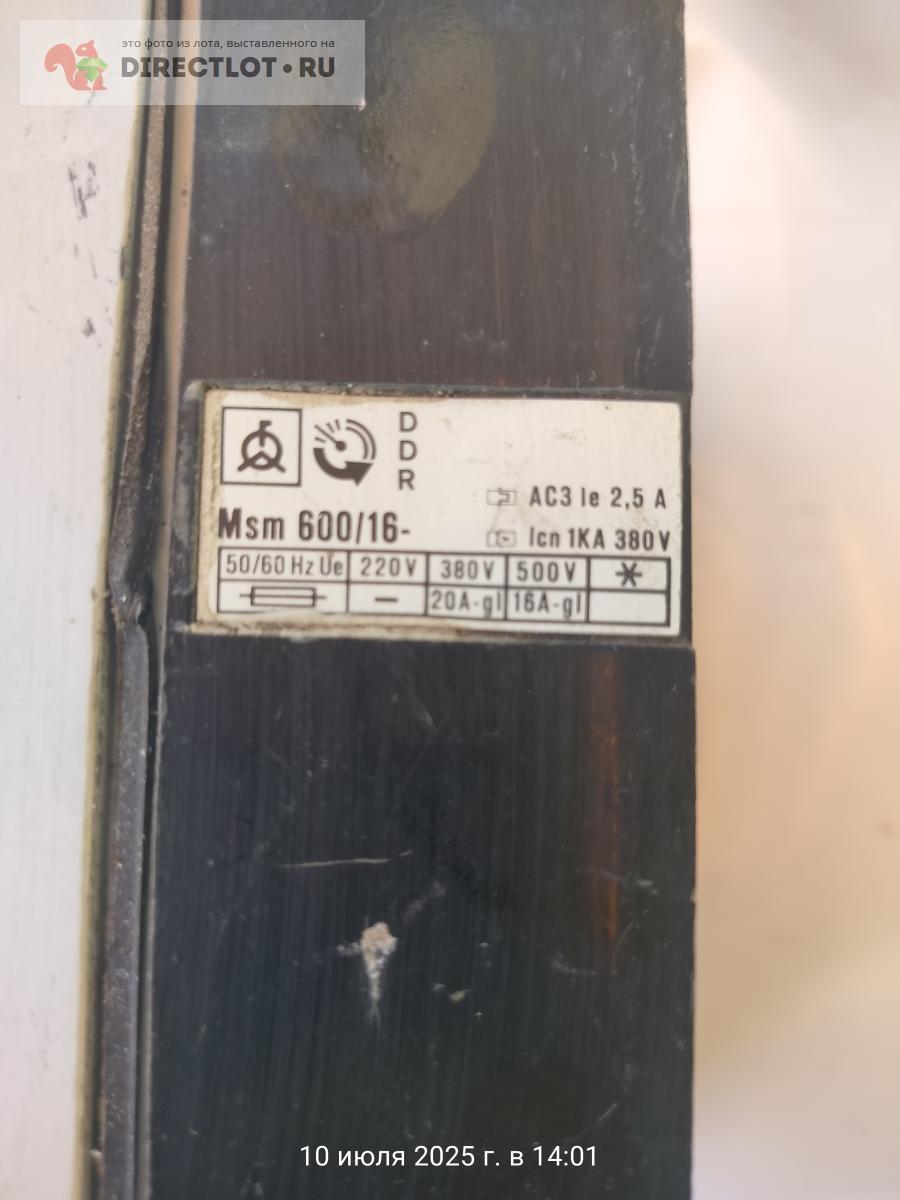 это фото из лота, выставленного на
DIRECTLOT • RU
D
D
R
AC3 Ie 2,5 A
Msm 600/16-
Icn 1KA 380V
50/60 Hz Ue 220V 380V 500V *
— 20A-gl 16A-gl
10 июля 2025 г. в 14:01